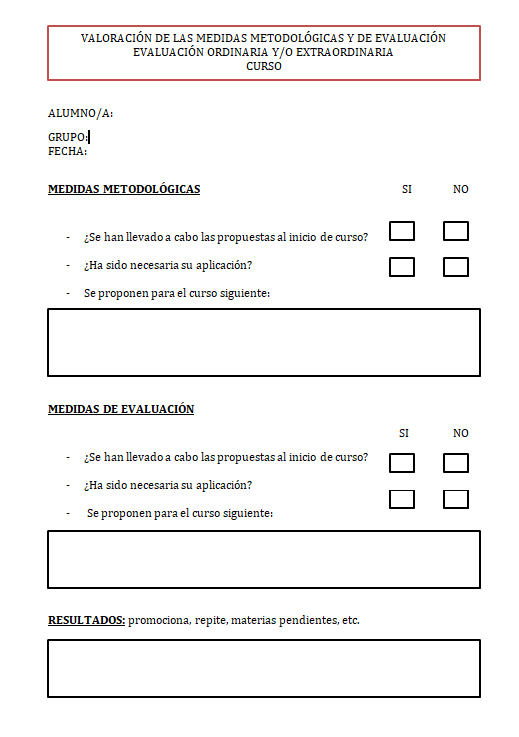 VALORACIÓN DE LAS MEDIDAS METODOLÓGICAS Y DE EVALUACIÓN
EVALUACIÓN ORDINARIA Y/O EXTRAORDINARIA
CURSO
ALUMNO/A:
GRUPO:
FECHA:
MEDIDAS METODOLÓGICAS SI NO
- ¿Se han llevado a cabo las propuestas al inicio de curso?
- ¿Ha sido necesaria su aplicación?
- Se proponen para el curso siguiente:
MEDIDAS DE EVALUACIÓN
SI NO
- ¿Se han llevado a cabo las propuestas al inicio de curso?
- ¿Ha sido necesaria su aplicación?
- Se proponen para el curso siguiente:
RESULTADOS: promociona, repite, materias pendientes, etc.